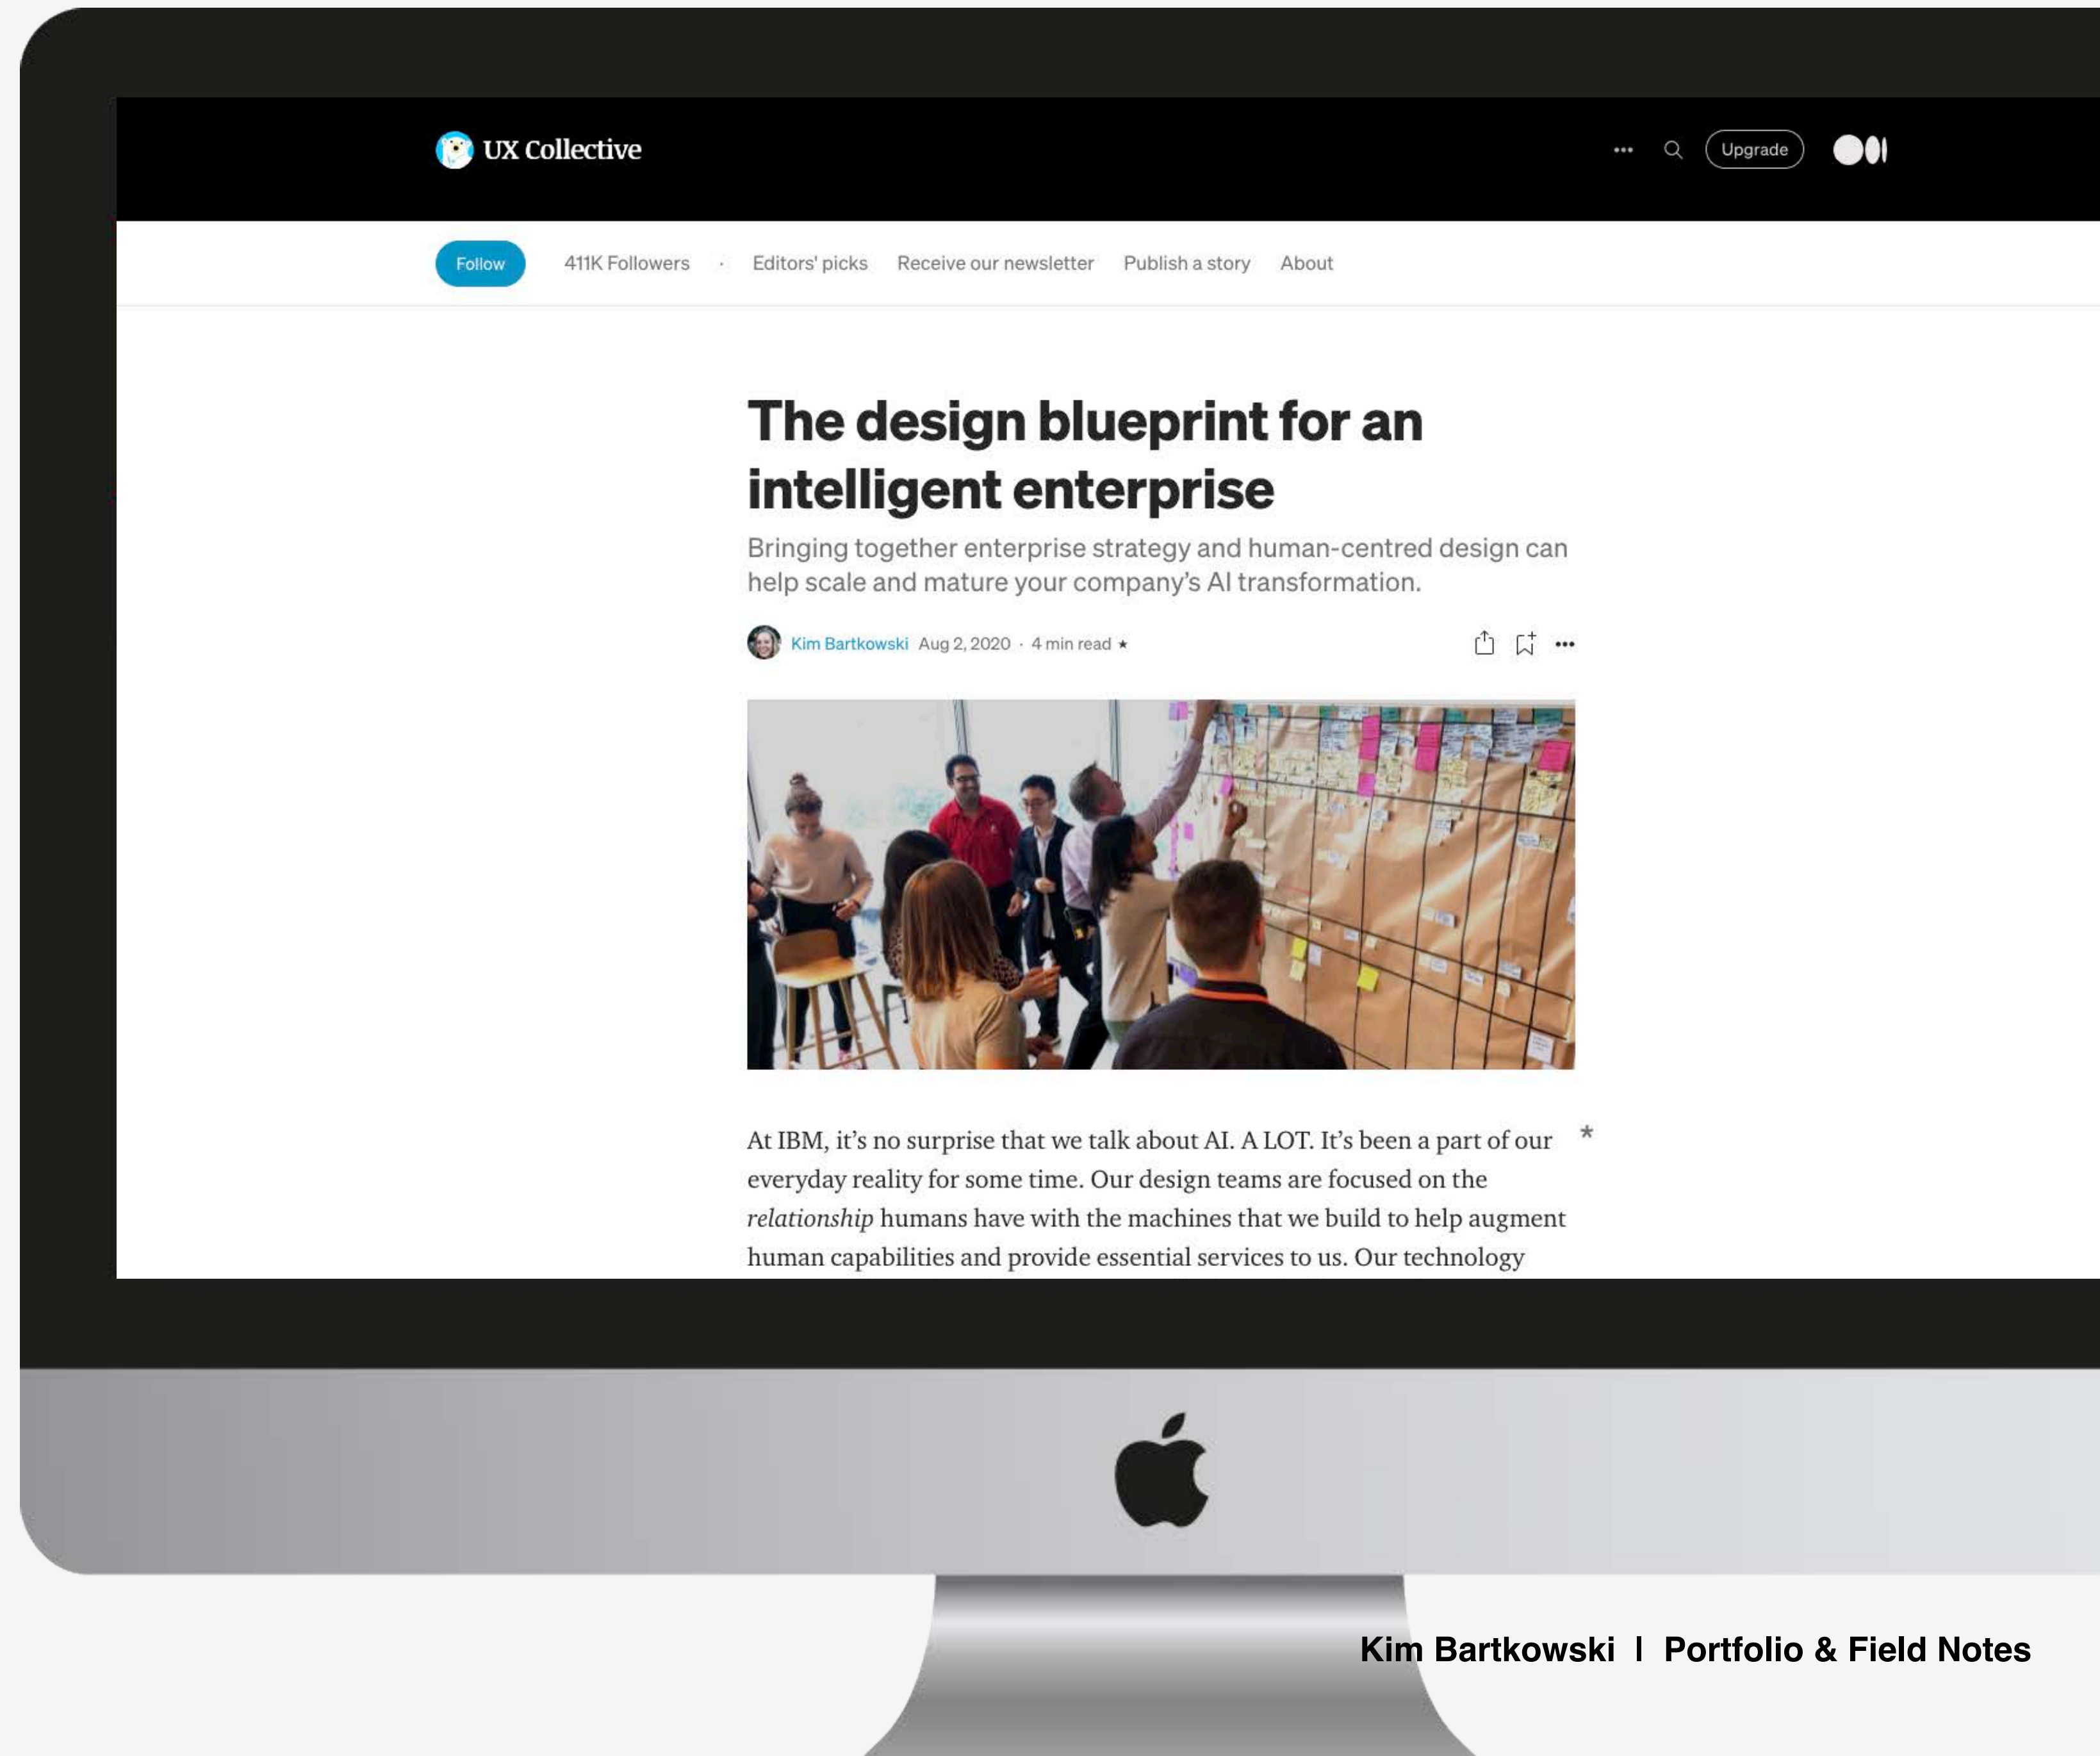 UX Collective
Upgrade
Follow 411K Followers · Editors' picks Receive our newsletter Publish a story About
The design blueprint for an
intelligent enterprise
Bringing together enterprise strategy and human-centred design can
help scale and mature your company's AI transformation.
Kim Bartkowski Aug 2, 2020 · 4 min read ★
At IBM, it's no surprise that we talk about AI. A LOT. It's been a part of our *
everyday reality for some time. Our design teams are focused on the
relationship humans have with the machines that we build to help augment
human capabilities and provide essential services to us. Our technology
Kim Bartkowski | Portfolio & Field Notes